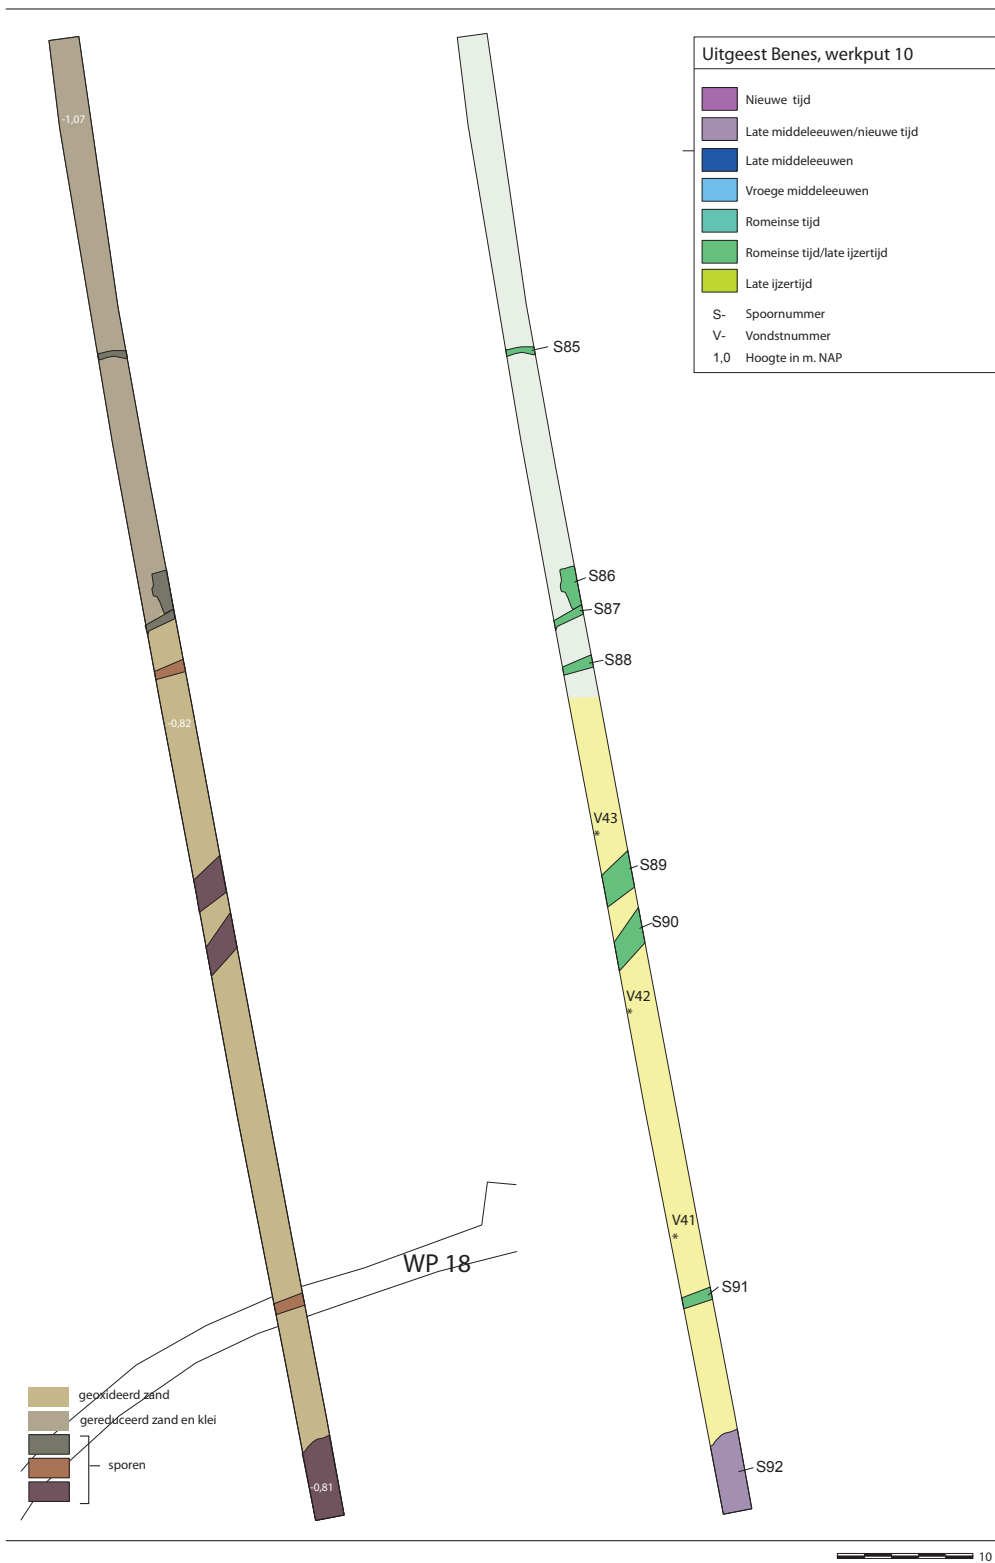 Uitgeest Benes, werkput 10
Nieuwe tijd
Late middeleeuwen/nieuwe tijd
Late middeleeuwen
Vroege middeleeuwen
Romeinse tijd
Romeinse tijd/late ijzertijd
Late ijzertijd
S- Spoornummer
V- Vondstnummer
1,0 Hoogte in m. NAP
-1,07
S85
S86
S87
S88
-0,82
V43
*
S89
S90
V42
*
V41
*
WP 18
S91
geoxideerd zand
gereduceerd zand en klei
sporen
-0,81
S92
10